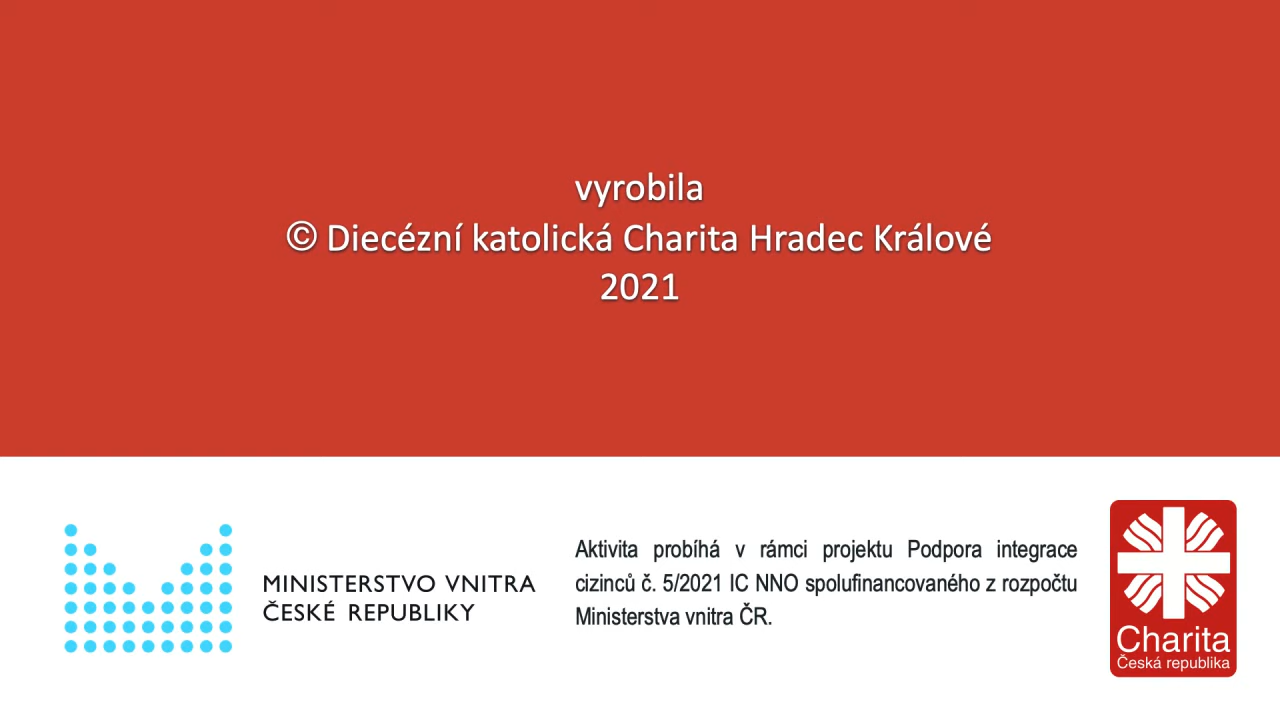 vyrobila
© Diecézní katolická Charita Hradec Králové
2021
MINISTERSTVO VNITRA
ČESKÉ REPUBLIKY
Aktivita probíhá v rámci projektu Podpora integrace
cizinců č. 5/2021 IC NNO spolufinancovaného z rozpočtu
Ministerstva vnitra ČR.
Charita
Česká republika